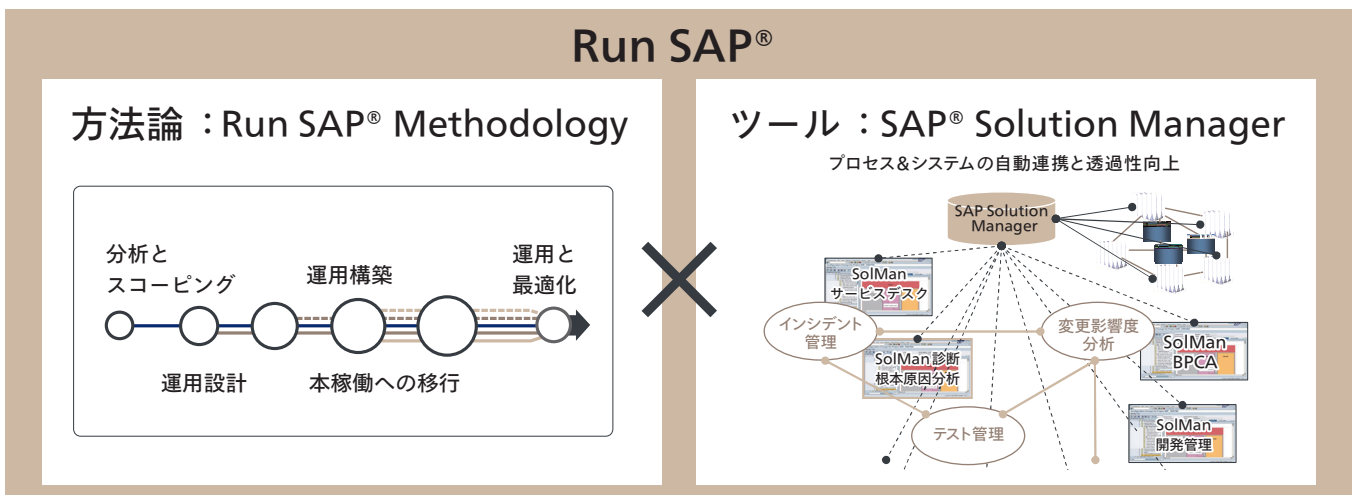 Run SAP®
方法論：Run SAP® Methodology
分析と
スコーピング
運用構築
運用と
最適化
運用設計
本稼働への移行
ツール：SAP® Solution Manager
プロセス&システムの自動連携と透過性向上
SAP Solution
Manager
SolMan
サービスデスク
インシデント
管理
変更影響度
分析
SolMan診断
根本原因分析
SolMan
BPCA
テスト管理
SolMan
開発管理